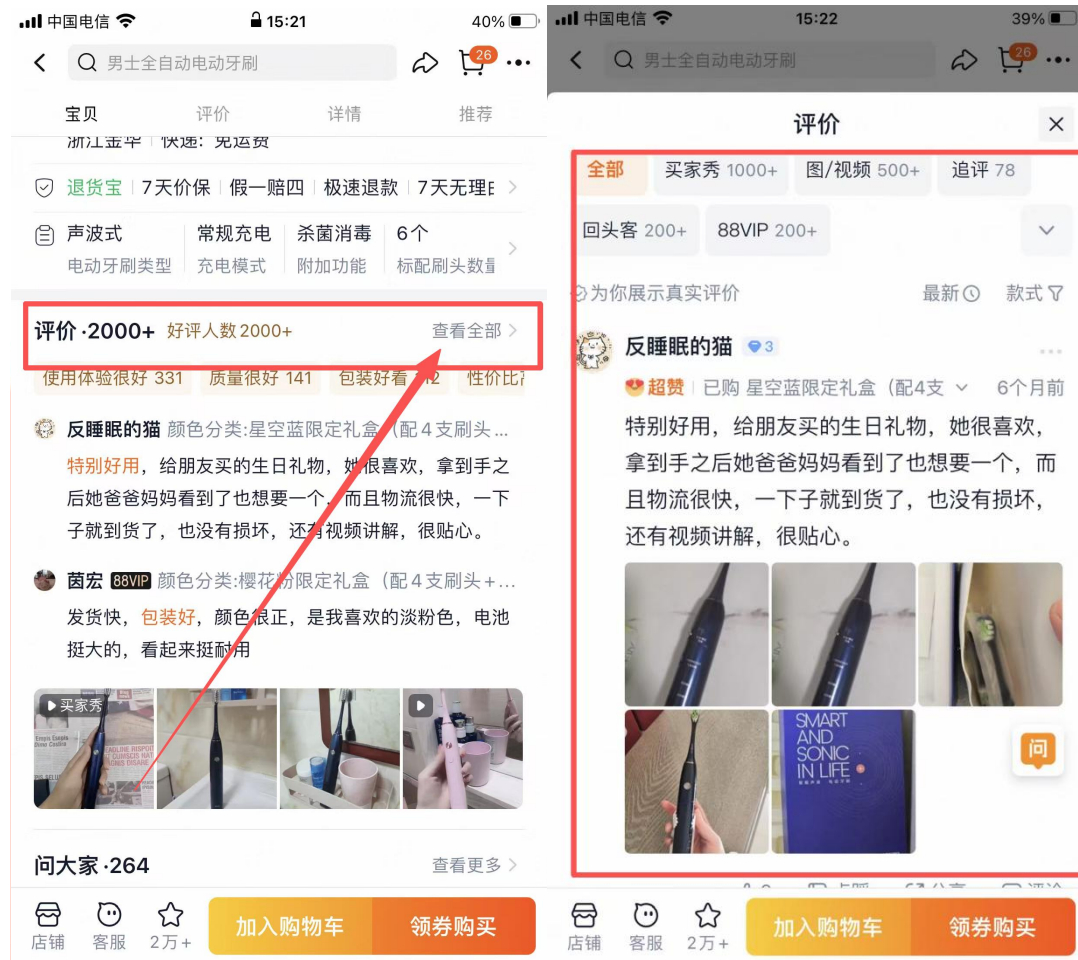 中国电信
15:21
40%
男士全自动电动牙刷
26
宝贝
评价
详情
推荐
浙江金华 快递：免运费
退货宝 7天价保 假一赔四 极速退款 7天无理
声波式 常规充电 杀菌消毒 6个
电动牙刷类型 充电模式 附加功能 标配刷头数量
评价·2000+ 好评人数2000+ 查看全部
使用体验很好 331 质量很好 141 包装好看 性价比
反睡眠的猫 颜色分类:星空蓝限定礼盒（配4支刷头...
特别好用，给朋友买的生日礼物，她很喜欢，拿到手之
后她爸爸妈妈看到了也想要一个，而且物流很快，一下
子就到货了，也没有损坏，还有视频讲解，很贴心。
茵宏 88VIP 颜色分类:樱花粉限定礼盒（配4支刷头+...
发货快，包装好，颜色很正，是我喜欢的淡粉色，电池
挺大的，看起来挺耐用
买家秀
问大家·264 查看更多
店铺 客服 2万+ 加入购物车 领券购买
中国电信
15:22
39%
男士全自动电动牙刷
26
评价
全部 买家秀 1000+ 图/视频 500+ 追评 78
回头客 200+ 88VIP 200+
为你展示真实评价 最新 款式
反睡眠的猫 3
超赞 已购 星空蓝限定礼盒（配4支 6个月前
特别好用，给朋友买的生日礼物，她很喜欢，
拿到手之后她爸爸妈妈看到了也想要一个，而
且物流很快，一下子就到货了，也没有损坏，
还有视频讲解，很贴心。
SMART
AND
SONIC
IN LIFE
问
店铺 客服 2万+ 加入购物车 领券购买